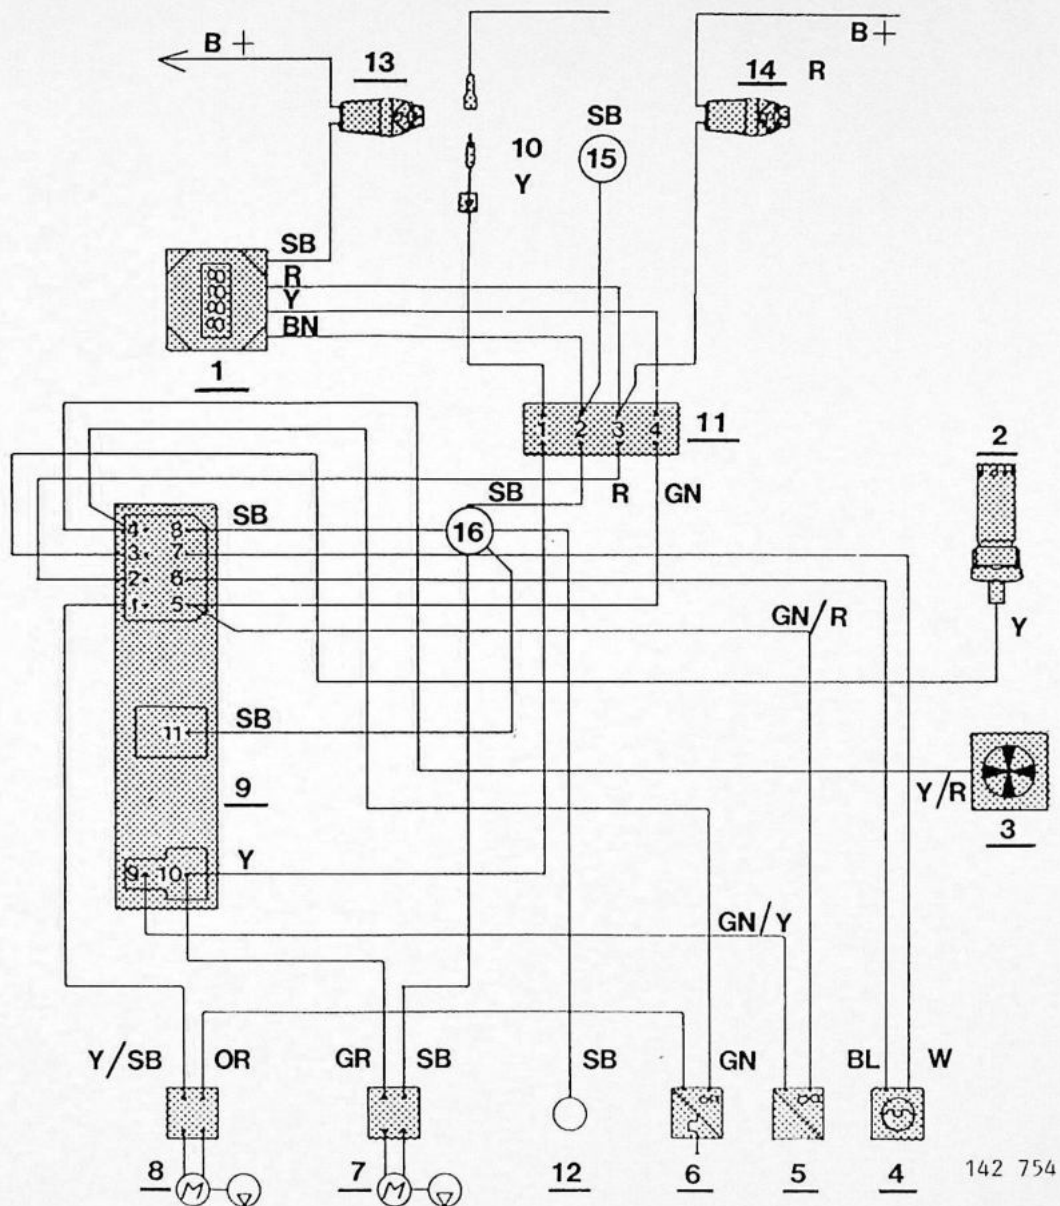 B +
13
10
Y
SB
15
14 R
B+
SB
R
Y
BN
1
1 2 3 4
11
2
SB R GN
4 8 SB
16
3 7
2 6
1 5
GN/R
Y
11 SB
9
Y/R
3
9 10 Y
GN/Y
Y/SB OR GR SB SB GN BL W
8 7 12 6 5 4
142 754